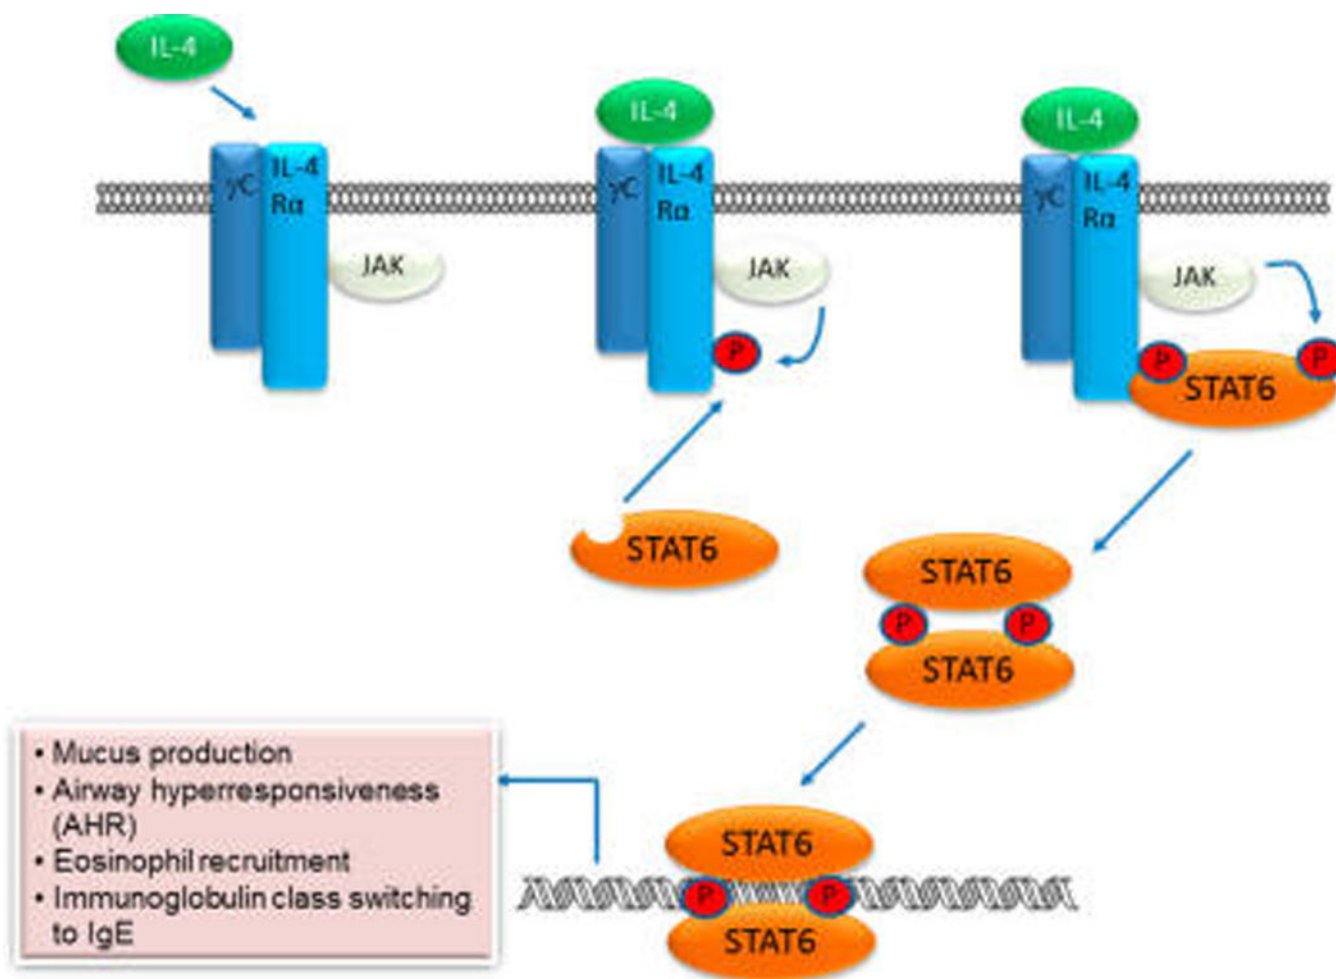 IL-4
γC
IL-4
Rα
JAK
IL-4
γC
IL-4
Rα
JAK
P
STAT6
IL-4
γC
IL-4
Rα
JAK
P
P
STAT6
STAT6
P
P
STAT6
• Mucus production
• Airway hyperresponsiveness
(AHR)
• Eosinophil recruitment
• Immunoglobulin class switching
to IgE
STAT6
P
P
STAT6